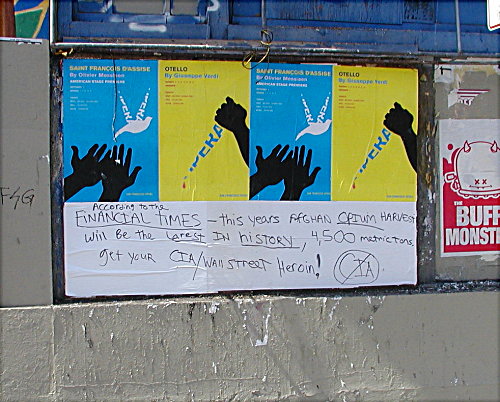 SAINT FRANÇOIS D'ASSISE
By Olivier Messiaen
AMERICAN STAGE PREMIERE
OPERA
OTELLO
By Giuseppe Verdi
OPERA
SAINT FRANÇOIS D'ASSISE
By Olivier Messiaen
AMERICAN STAGE PREMIERE
OPERA
OTELLO
By Giuseppe Verdi
OPERA
According to the
FINANCIAL TIMES - this years AFGHAN OPIUM HARVEST
will Be the Largest IN history, 4,500 metric tons.
get your CIA/Wall STREET Heroin! CIA
THE
BUFF
MONSTE